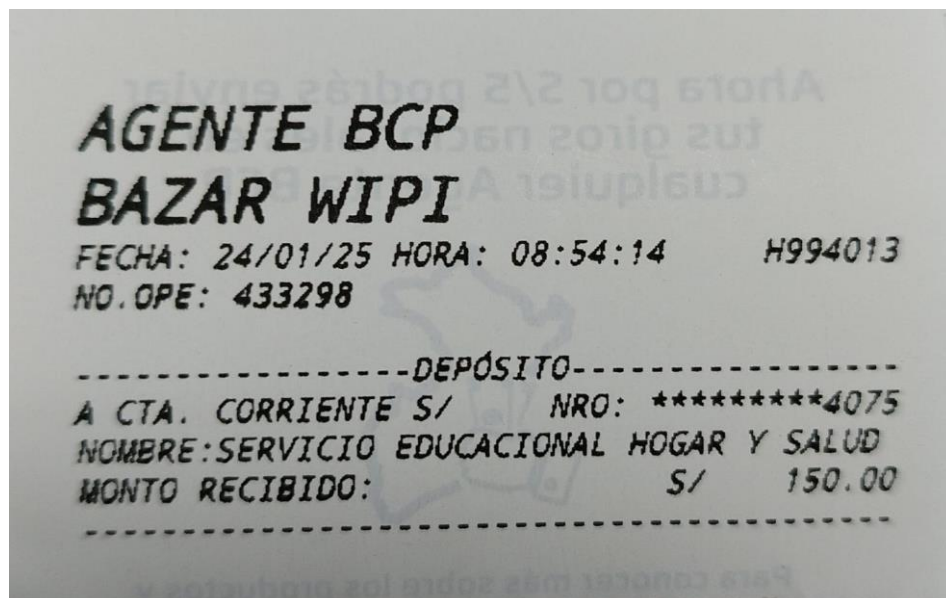 AGENTE BCP
BAZAR WIPI
FECHA: 24/01/25 HORA: 08:54:14 H994013
NO.OPE: 433298
------------------DEPÓSITO------------------
A CTA. CORRIENTE S/ NRO: *********4075
NOMBRE:SERVICIO EDUCACIONAL HOGAR Y SALUD
MONTO RECIBIDO: S/ 150.00
--------------------------------------------